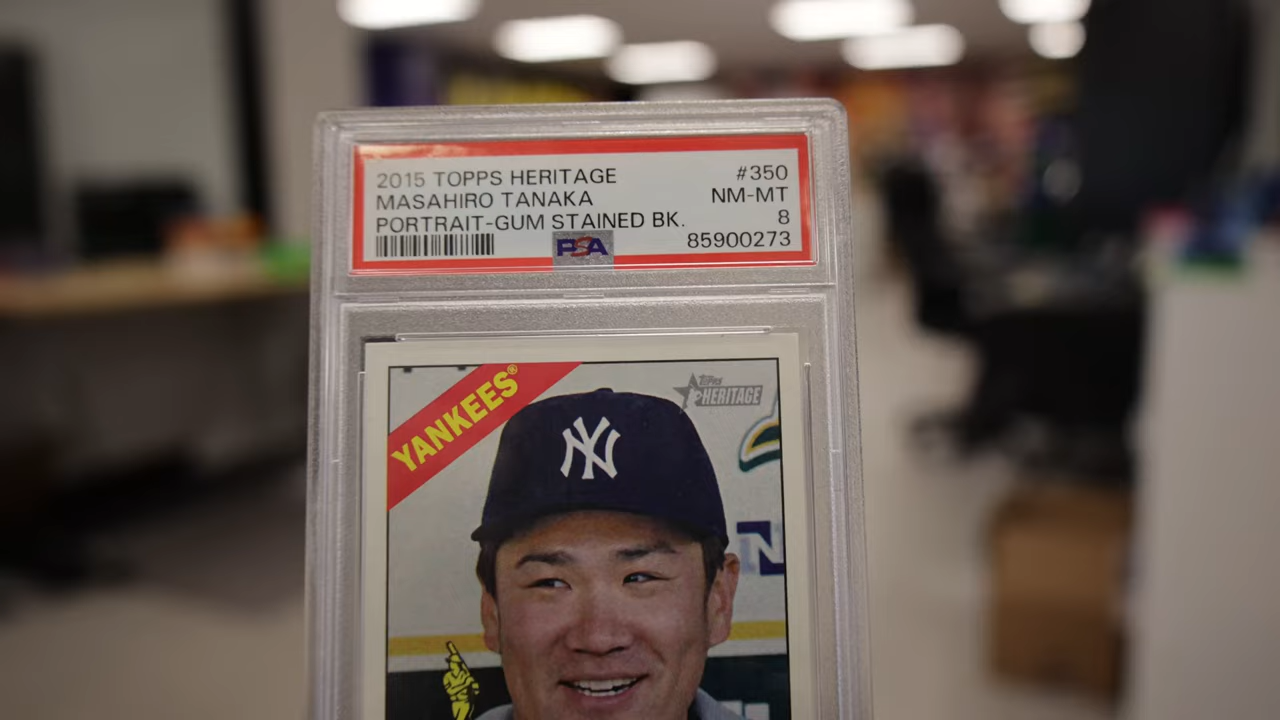 2015 TOPPS HERITAGE #350
MASAHIRO TANAKA NM-MT
PORTRAIT-GUM STAINED BK. 8
PSA 85900273
YANKEES®
Topps
HERITAGE
NY
N